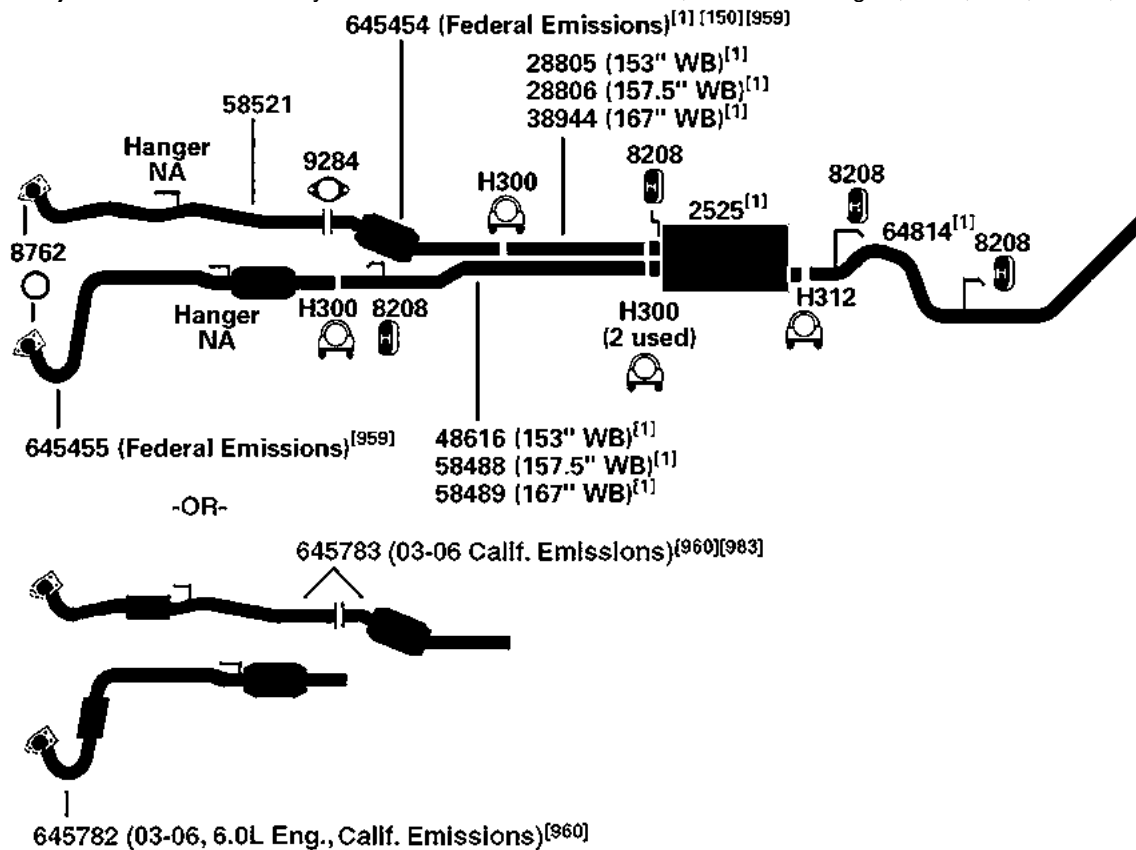 645454 (Federal Emissions)[1] [150][959]
28805 (153" WB)[1]
28806 (157.5" WB)[1]
38944 (167" WB)[1]
58521
Hanger
NA
9284
H300
8208
8208
2525[1]
64814[1]
8208
8762
Hanger
NA
H300
8208
H300
(2 used)
H312
645455 (Federal Emissions)[959]
48616 (153" WB)[1]
58488 (157.5" WB)[1]
58489 (167" WB)[1]
-OR-
645783 (03-06 Calif. Emissions)[960][983]
645782 (03-06, 6.0L Eng., Calif. Emissions)[960]